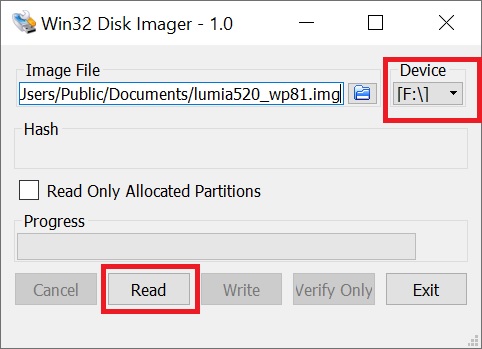 Win32 Disk Imager - 1.0
Image File
Device
Jsers/Public/Documents/lumia520_wp81.img
[F:\]
Hash
Read Only Allocated Partitions
Progress
Cancel
Read
Write
Verify Only
Exit